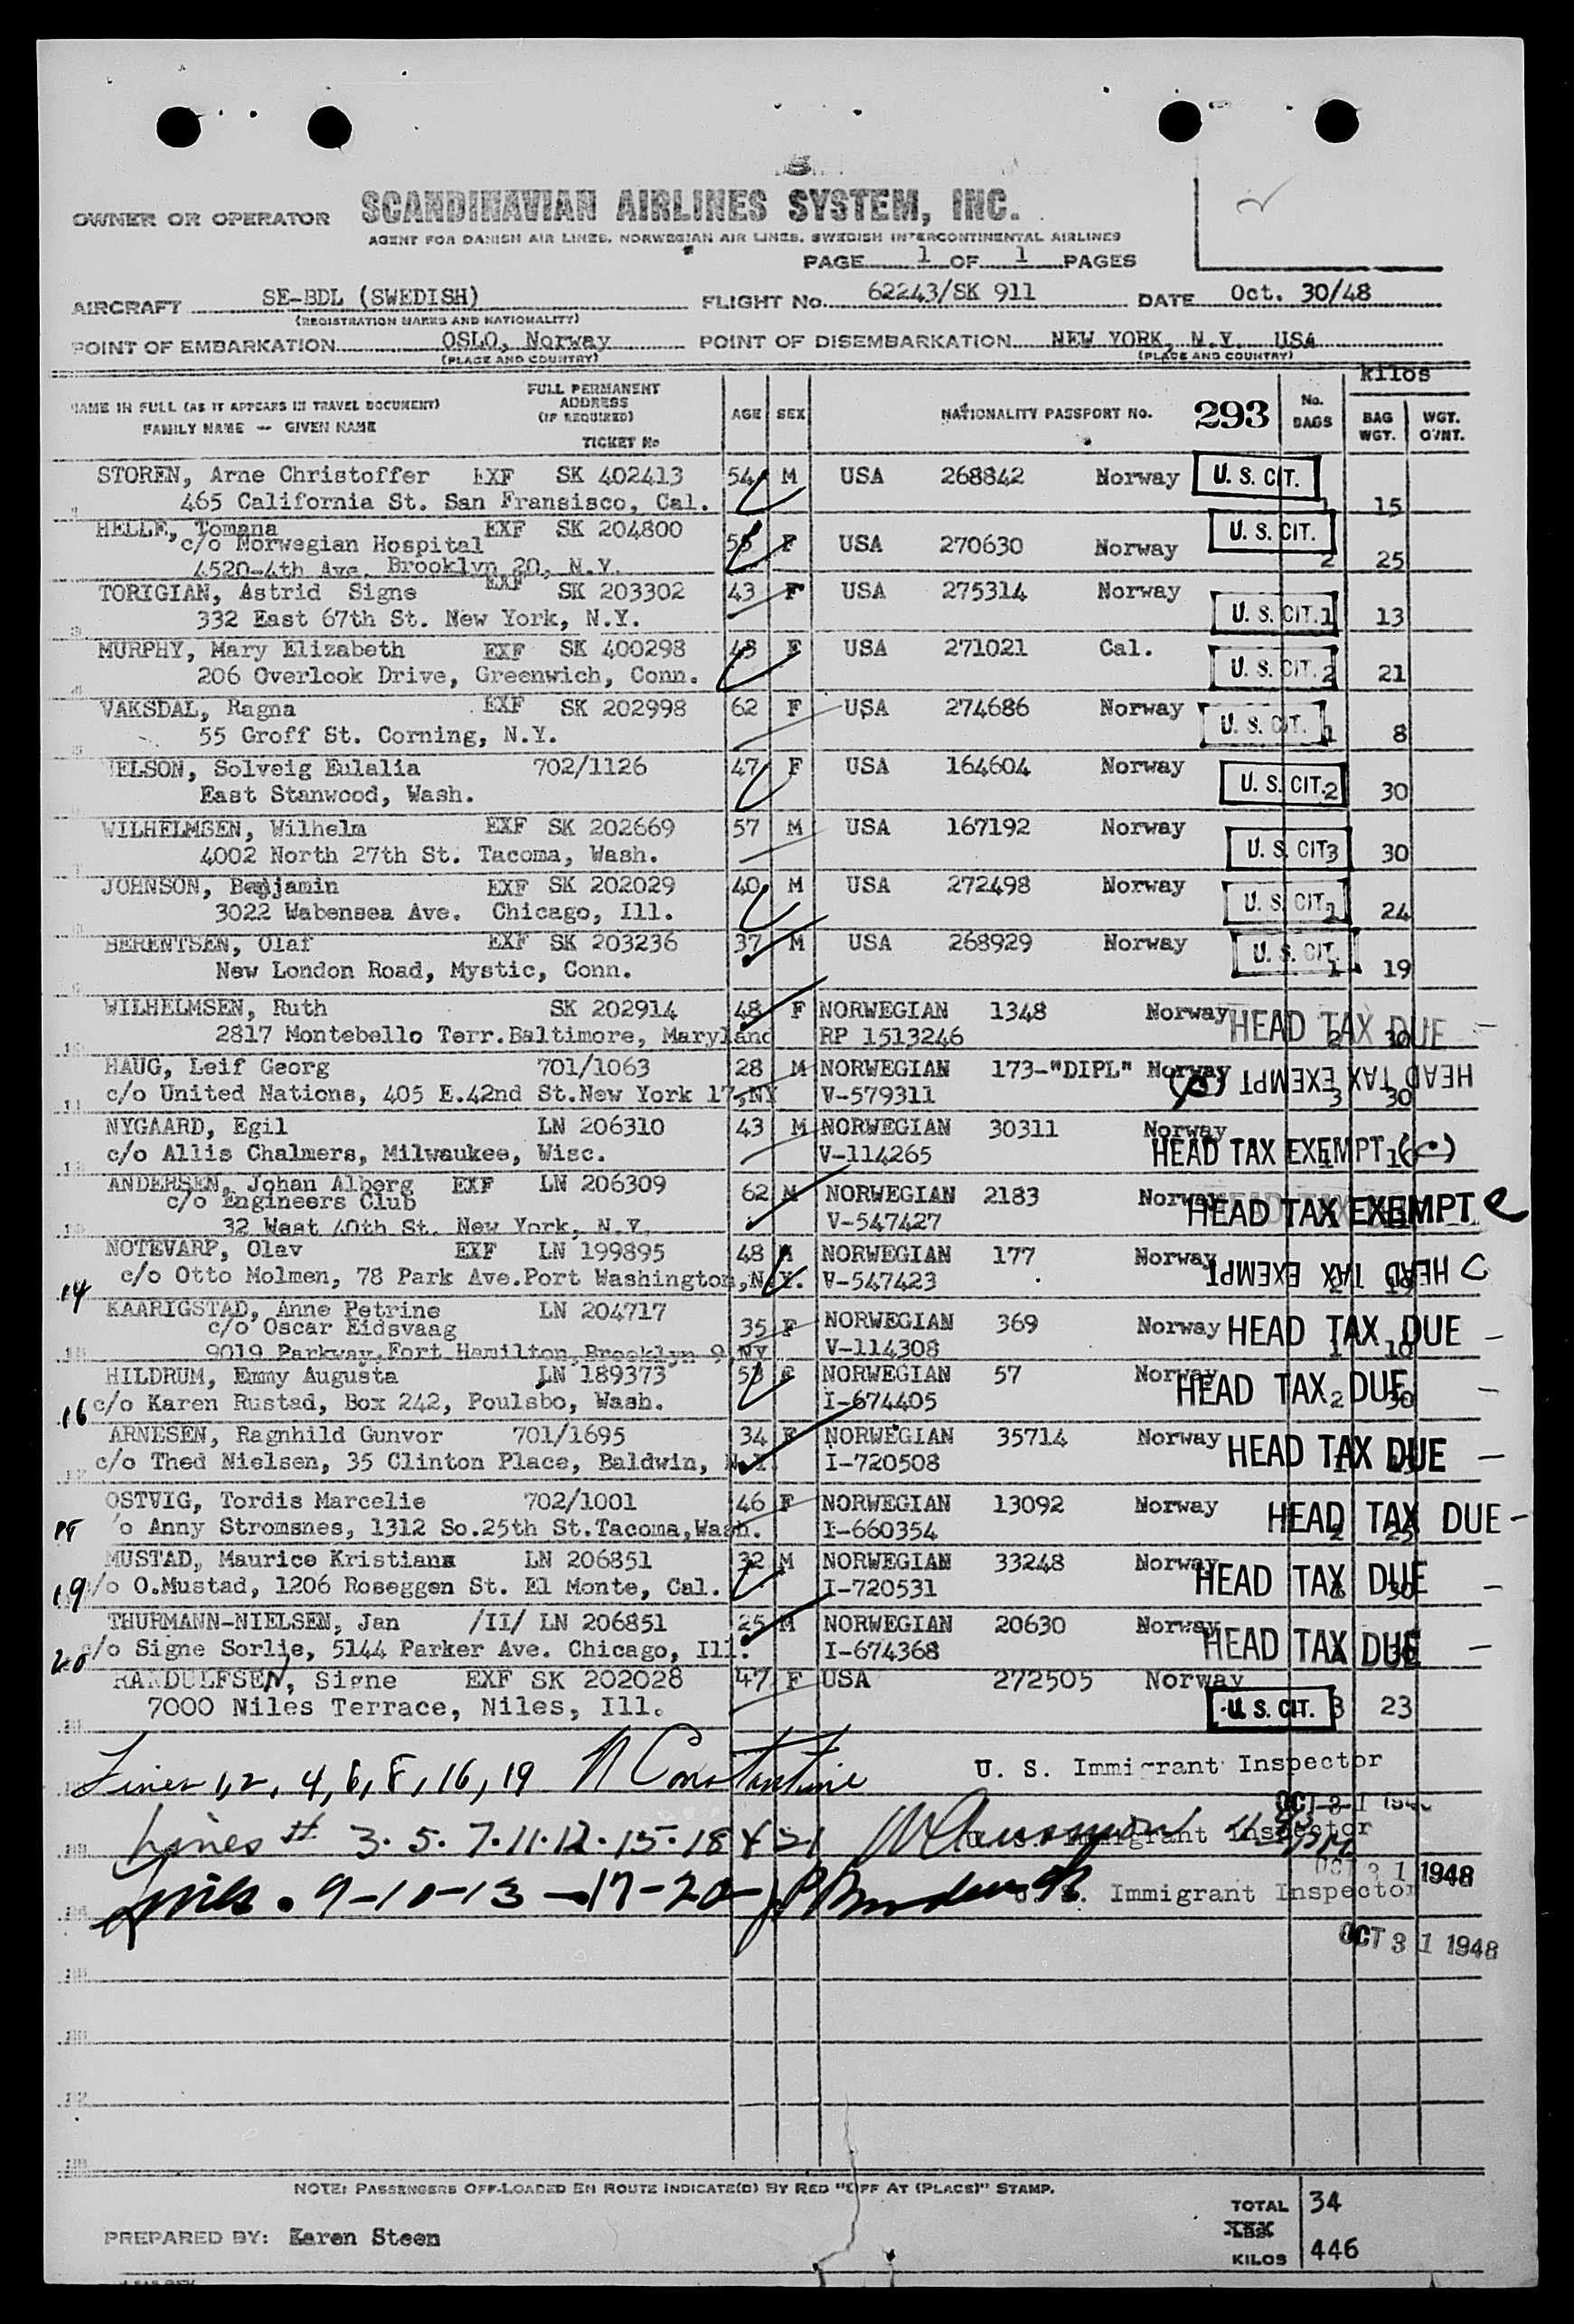 OWNER OR OPERATOR SCANDINAVIAN AIRLINES SYSTEM, INC.
AGENT FOR DANISH AIR LINES, NORWEGIAN AIR LINES, SWEDISH INTERCONTINENTAL AIRLINES
PAGE 1 OF 1 PAGES
AIRCRAFT SE-BDL (SWEDISH) FLIGHT No. 62243/SK 911 DATE Oct. 30/48
(REGISTRATION MARKS AND NATIONALITY)
POINT OF EMBARKATION OSLO, Norway POINT OF DISEMBARKATION NEW YORK, N.Y. USA
(PLACE AND COUNTRY) (PLACE AND COUNTRY)
kilos
NAME IN FULL (AS IT APPEARS IN TRAVEL DOCUMENT) FULL PERMANENT ADDRESS (IF REQUIRED) AGE SEX NATIONALITY PASSPORT No. 293 No. BAGS BAG WGT. WGT. O/NT.
FAMILY NAME — GIVEN NAME TICKET No
STOREN, Arne Christoffer EXF SK 402413 54 M USA 268842 Norway U. S. CIT.
465 California St. San Fransisco, Cal. 1 15
HELLE, Tomana EXF SK 204800 U. S. CIT.
c/o Norwegian Hospital 55 F USA 270630 Norway 2 25
4520-4th Ave. Brooklyn 20, N.Y.
TORIGIAN, Astrid Signe EXF SK 203302 43 F USA 275314 Norway
332 East 67th St. New York, N.Y. U. S. CIT. 1 13
MURPHY, Mary Elizabeth EXF SK 400298 43 F USA 271021 Cal.
206 Overlook Drive, Greenwich, Conn. U. S. CIT. 2 21
VAKSDAL, Ragna EXF SK 202998 62 F USA 274686 Norway
55 Groff St. Corning, N.Y. U. S. CIT. 1 8
NELSON, Solveig Eulalia 702/1126 47 F USA 164604 Norway
East Stanwood, Wash. U. S. CIT. 2 30
WILHELMSEN, Wilhelm EXF SK 202669 57 M USA 167192 Norway
4002 North 27th St. Tacoma, Wash. U. S. CIT 3 30
JOHNSON, Benjamin EXF SK 202029 40 M USA 272498 Norway
3022 Wabensea Ave. Chicago, Ill. U. S. CIT 24
BERENTSEN, Olaf EXF SK 203236 37 M USA 268929 Norway U. S. CIT.
New London Road, Mystic, Conn. 1 19
WILHELMSEN, Ruth SK 202914 48 F NORWEGIAN 1348 Norway HEAD TAX DUE -
2817 Montebello Terr.Baltimore, Maryland RP 1513246 2 30
HAUG, Leif Georg 701/1063 28 M NORWEGIAN 173-"DIPL" Norway HEAD TAX EXEMPT
11 c/o United Nations, 405 E.42nd St.New York 17,NY V-579311 3 30
NYGAARD, Egil LN 206310 43 M NORWEGIAN 30311 Norway
12 c/o Allis Chalmers, Milwaukee, Wisc. V-114265 HEAD TAX EXEMPT (c)
ANDERSEN, Johan Alberg EXF LN 206309 62 M NORWEGIAN 2183 Norway
c/o Engineers Club V-547427 HEAD TAX EXEMPT c
32 West 40th St. New York, N.Y.
NOTEVARP, Olav EXF LN 199895 48 M NORWEGIAN 177 Norway
14 c/o Otto Molmen, 78 Park Ave.Port Washington,N.Y. V-547423 HEAD TAX EXEMPT C
KAARIGSTAD, Anne Petrine LN 204717
c/o Oscar Eidsvaag 35 F NORWEGIAN 369 Norway HEAD TAX DUE -
9019 Parkway,Fort Hamilton,Brooklyn 9,NY V-114308 1 10
HILDRUM, Emmy Augusta LN 189373 53 NORWEGIAN 57 Norway HEAD TAX DUE -
16 c/o Karen Rustad, Box 242, Poulsbo, Wash. I-674405 2 30
ARNESEN, Ragnhild Gunvor 701/1695 34 F NORWEGIAN 35714 Norway HEAD TAX DUE -
c/o Thed Nielsen, 35 Clinton Place, Baldwin, N.Y. I-720508
OSTVIG, Tordis Marcelie 702/1001 46 F NORWEGIAN 13092 Norway HEAD TAX DUE -
18 /o Anny Stromsnes, 1312 So.25th St.Tacoma,Wash. I-660354 2 25
MUSTAD, Maurice Kristian LN 206851 32 M NORWEGIAN 33248 Norway HEAD TAX DUE -
19 /o O.Mustad, 1206 Roseggen St. El Monte, Cal. I-720531 30
THURMANN-NIELSEN, Jan /II/ LN 206851 25 M NORWEGIAN 20630 Norway HEAD TAX DUE -
20 c/o Signe Sorlie, 5144 Parker Ave. Chicago, Ill. I-674368
RANDULFSEN, Signe EXF SK 202028 47 F USA 272505 Norway
7000 Niles Terrace, Niles, Ill. U. S. CIT. 3 23
Lines 1, 2, 4, 6, 8, 16, 19 N Constantine U. S. Immigrant Inspector
OCT 31 1948
Lines # 3. 5. 7. 11. 12. 15. 18 & 21 U. S. Immigrant Inspector
OCT 31 1948
Lines. 9-10-13-17-20- U. S. Immigrant Inspector
OCT 31 1948
NOTE: PASSENGERS OFF-LOADED EN ROUTE INDICATE(D) BY RED "OFF AT (PLACE)" STAMP.
TOTAL 34
PREPARED BY: Karen Steen LBS
KILOS 446